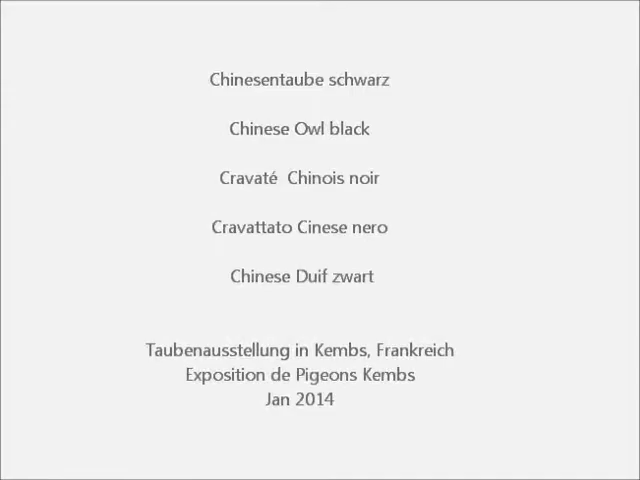 Chinesentaube schwarz
Chinese Owl black
Cravaté  Chinois noir
Cravattato Cinese nero
Chinese Duif zwart
Taubenausstellung in Kembs, Frankreich
Exposition de Pigeons Kembs
Jan 2014